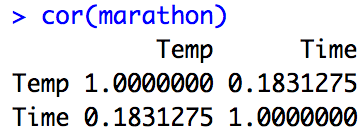 > cor(marathon)
Temp Time
Temp 1.0000000 0.1831275
Time 0.1831275 1.0000000